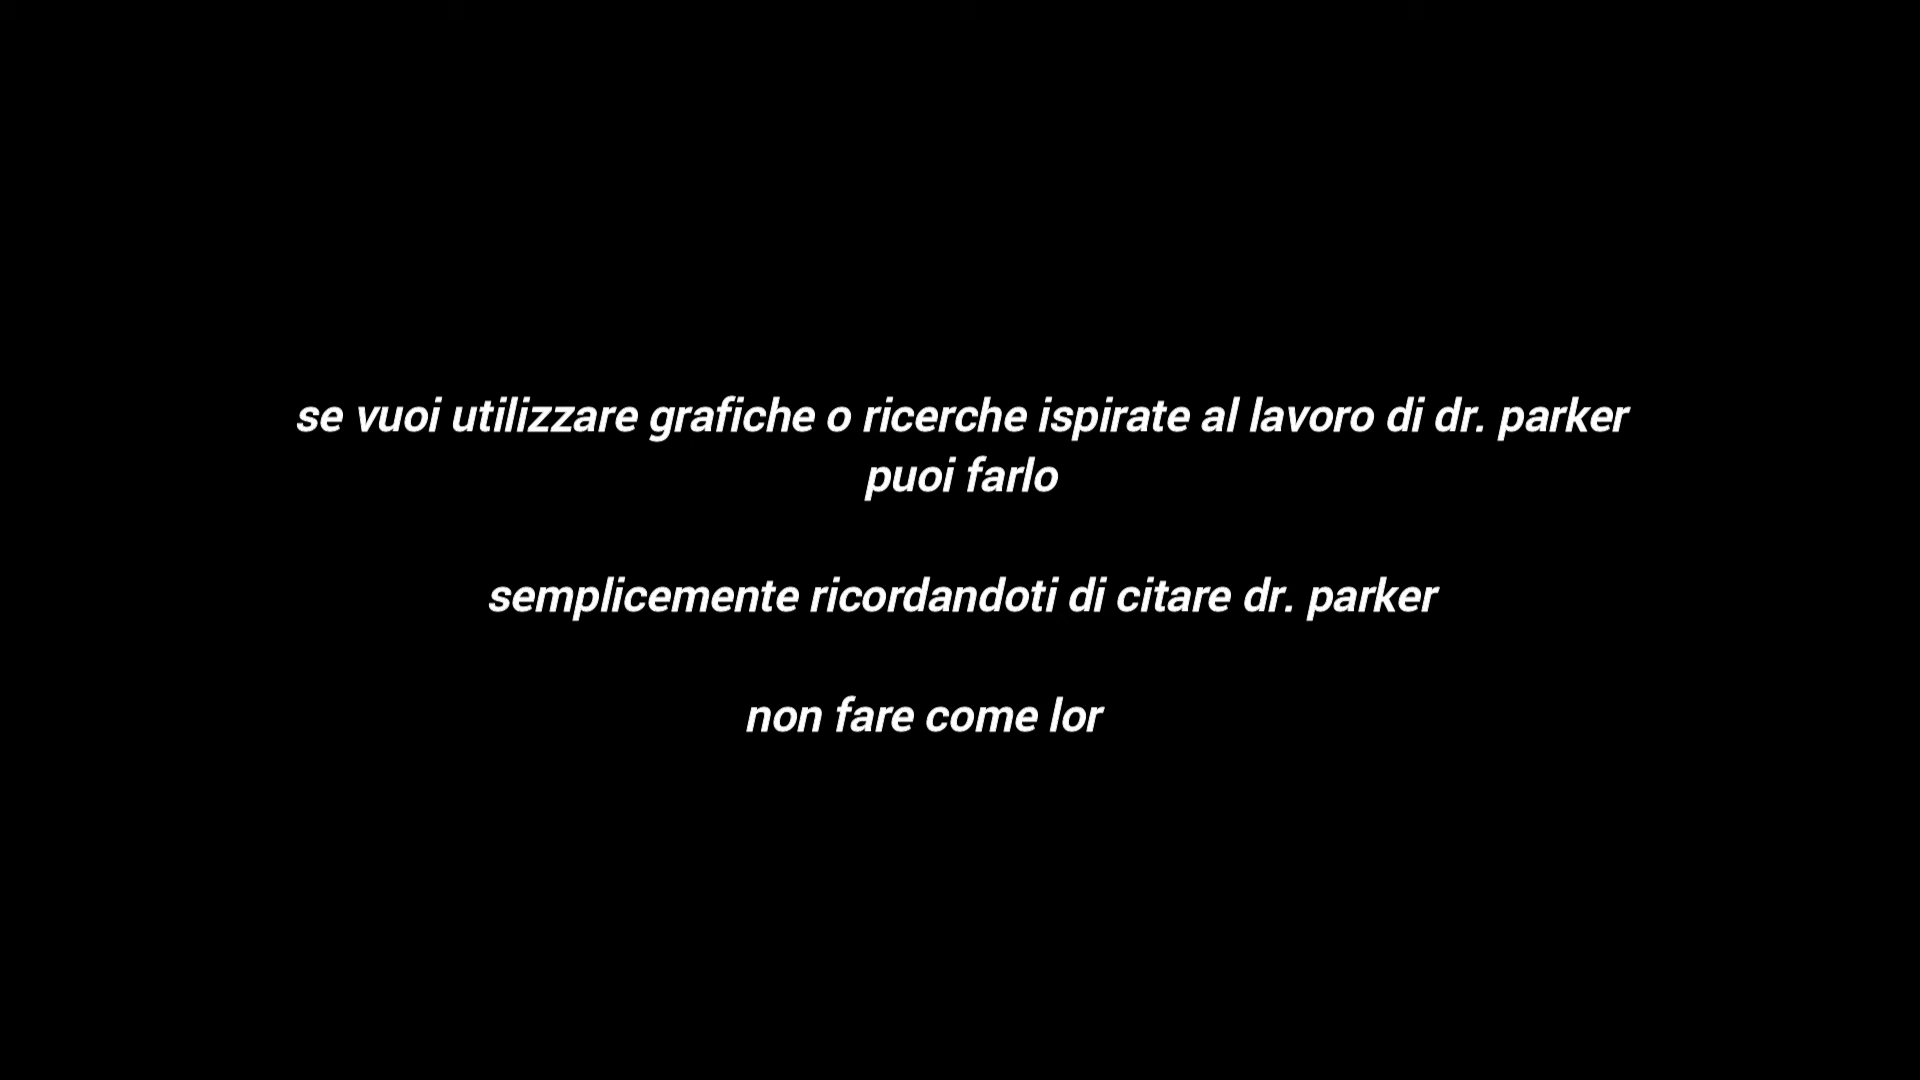 se vuoi utilizzare grafiche o ricerche ispirate al lavoro di dr. parker
puoi farlo
semplicemente ricordandoti di citare dr. parker
non fare come lor